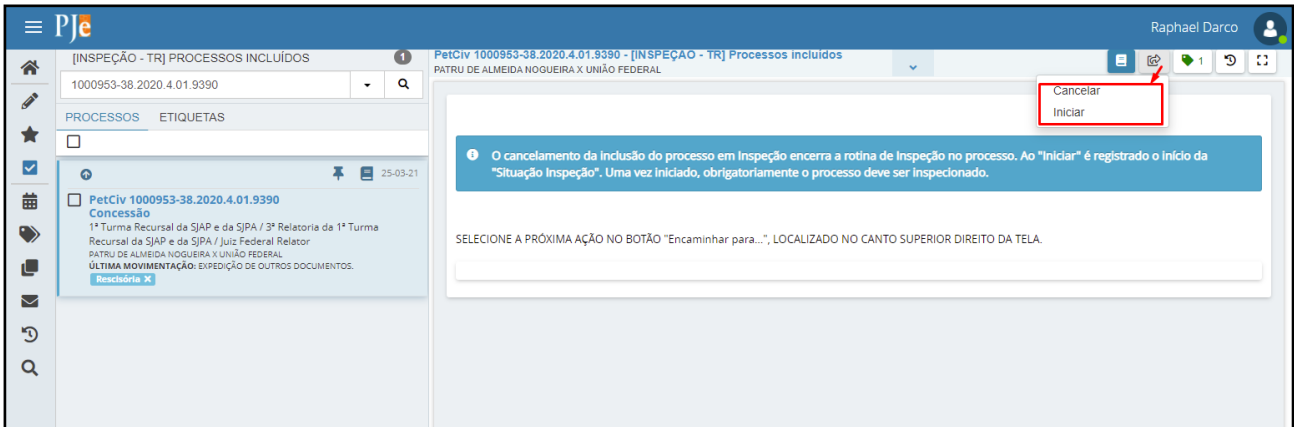 PJe
Raphael Darco
[INSPEÇÃO - TR] PROCESSOS INCLUÍDOS
1
1000953-38.2020.4.01.9390
PROCESSOS ETIQUETAS
25-03-21
PetCiv 1000953-38.2020.4.01.9390
Concessão
1ª Turma Recursal da SJAP e da SJPA / 3ª Relatoria da 1ª Turma
Recursal da SJAP e da SJPA / Juiz Federal Relator
PATRU DE ALMEIDA NOGUEIRA X UNIÃO FEDERAL
ÚLTIMA MOVIMENTAÇÃO: EXPEDIÇÃO DE OUTROS DOCUMENTOS.
Rescisória X
PetCiv 1000953-38.2020.4.01.9390 - [INSPEÇÃO - TR] Processos incluídos
PATRU DE ALMEIDA NOGUEIRA X UNIÃO FEDERAL
1
Cancelar
Iniciar
O cancelamento da inclusão do processo em Inspeção encerra a rotina de Inspeção no processo. Ao "Iniciar" é registrado o início da
"Situação Inspeção". Uma vez iniciado, obrigatoriamente o processo deve ser inspecionado.
SELECIONE A PRÓXIMA AÇÃO NO BOTÃO "Encaminhar para...", LOCALIZADO NO CANTO SUPERIOR DIREITO DA TELA.